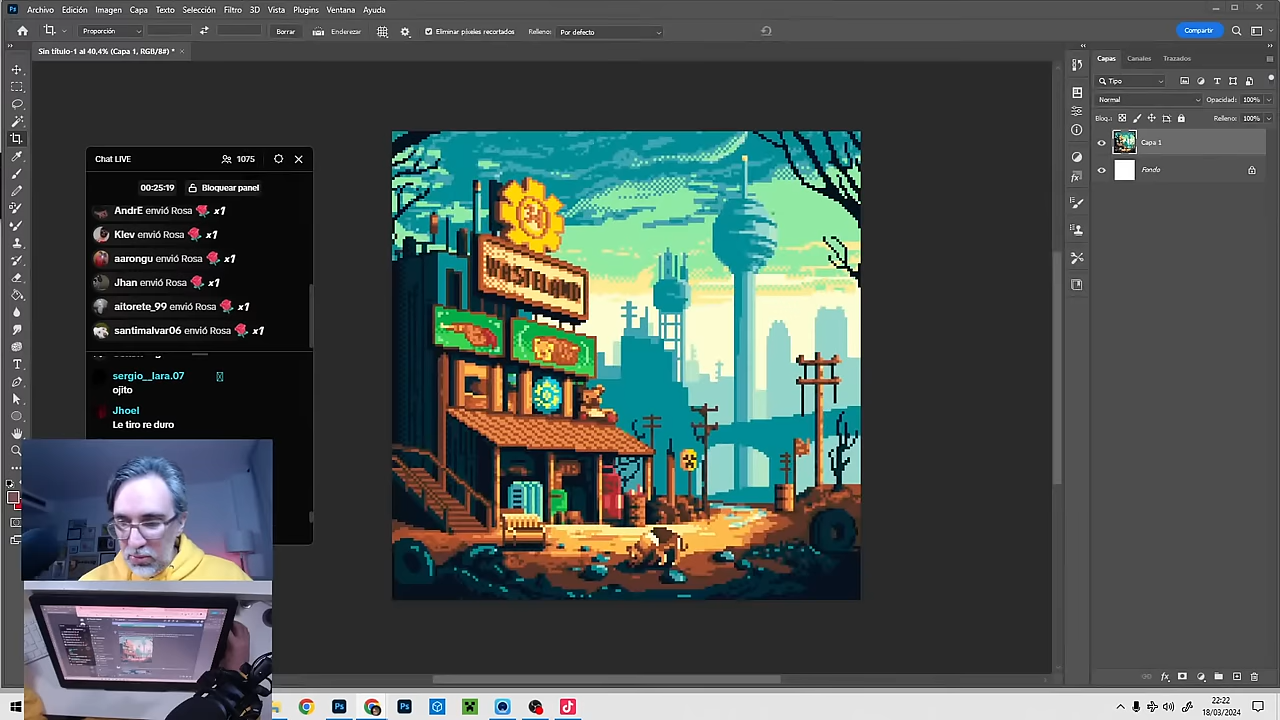 Ps Archivo Edición Imagen Capa Texto Selección Filtro 3D Vista Plugins Ventana Ayuda
Proporción Borrar Enderezar Eliminar píxeles recortados Relleno: Por defecto Compartir
Sin título-1 al 40,4% (Capa 1, RGB/8#) * ×
Capas Canales Trazados
Tipo
Normal Opacidad: 100%
Bloq.: Relleno: 100%
Capa 1
Fondo
Chat LIVE 1075
00:25:19 Bloquear panel
AndrE envió Rosa x1
Klev envió Rosa x1
aarongu envió Rosa x1
Jhan envió Rosa x1
aitorete_99 envió Rosa x1
santimalvar06 envió Rosa x1
sergio__lara.07
ojito
Jhoel
Le tiro re duro
WASTELAND
Ps Ps
22:22
18/03/2024